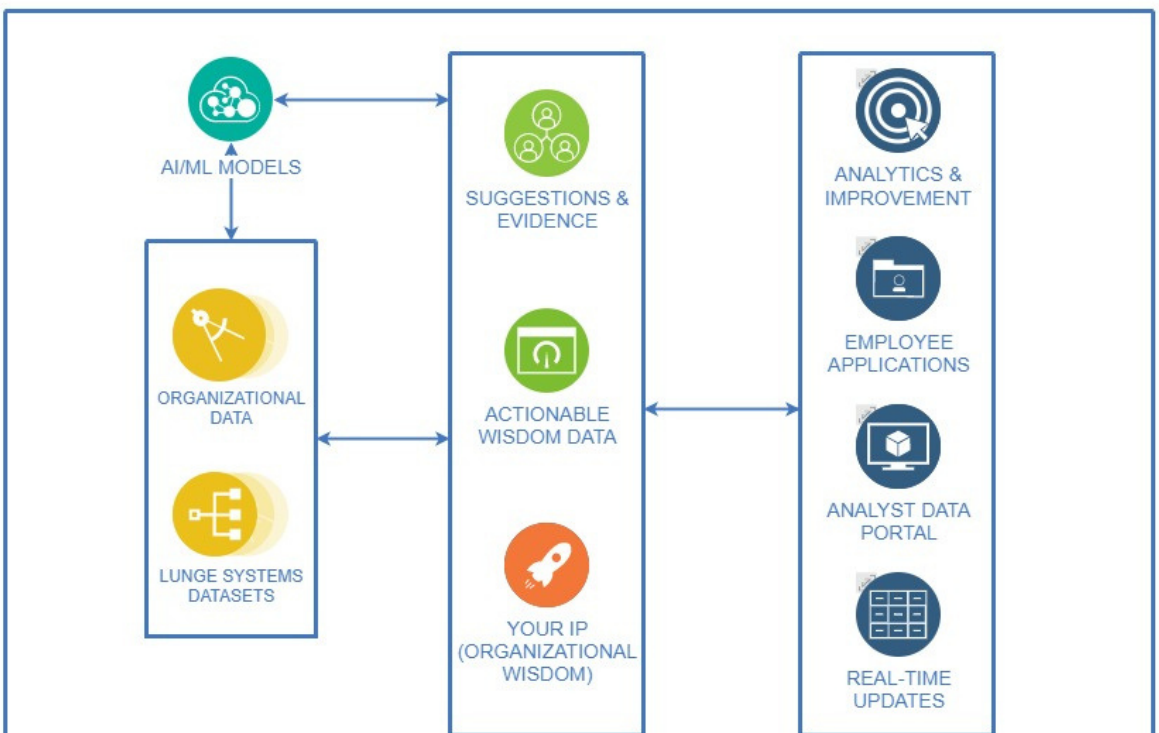 AI/ML MODELS
ORGANIZATIONAL
DATA
LUNGE SYSTEMS
DATASETS
SUGGESTIONS &
EVIDENCE
ACTIONABLE
WISDOM DATA
YOUR IP
(ORGANIZATIONAL
WISDOM)
ANALYTICS &
IMPROVEMENT
EMPLOYEE
APPLICATIONS
ANALYST DATA
PORTAL
REAL-TIME
UPDATES